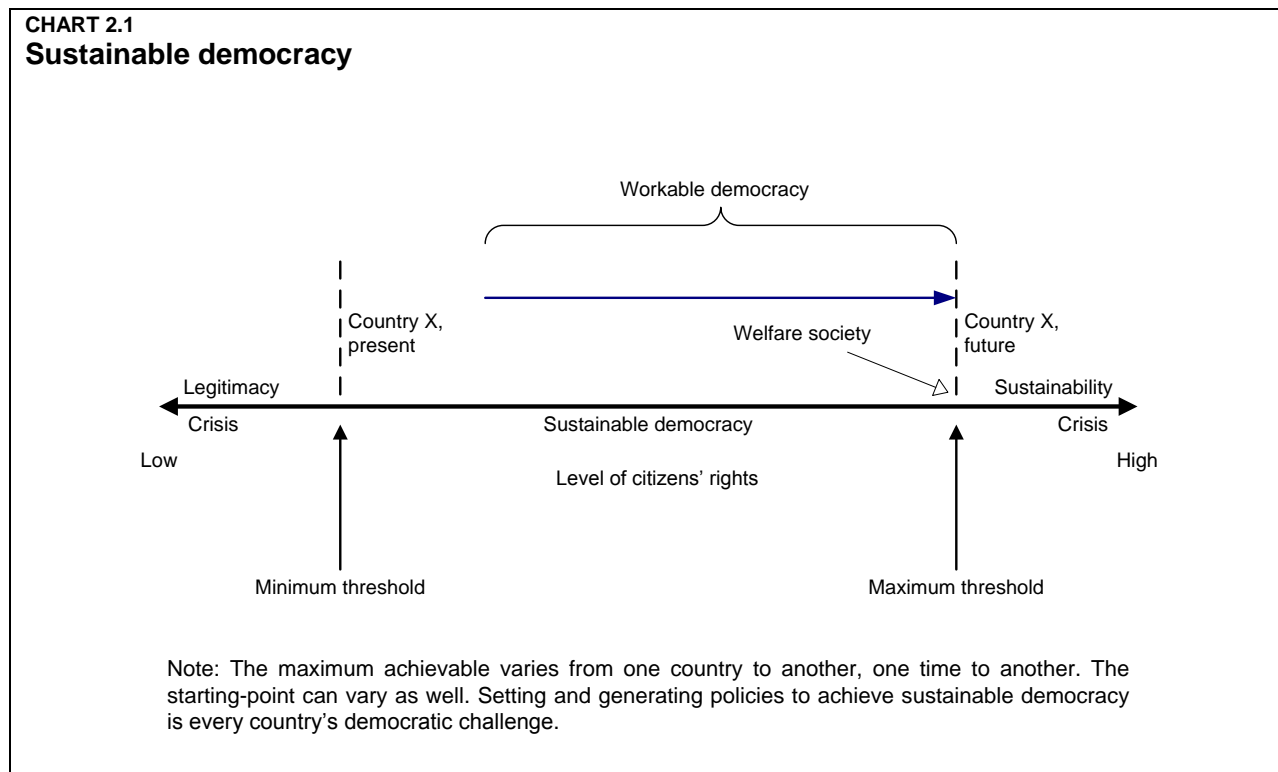 CHART 2.1
Sustainable democracy
Workable democracy
Country X,
present
Welfare society
Country X,
future
Legitimacy
Sustainability
Crisis
Sustainable democracy
Crisis
Low
High
Level of citizens’ rights
Minimum threshold
Maximum threshold
Note: The maximum achievable varies from one country to another, one time to another. The
starting-point can vary as well. Setting and generating policies to achieve sustainable democracy
is every country’s democratic challenge.